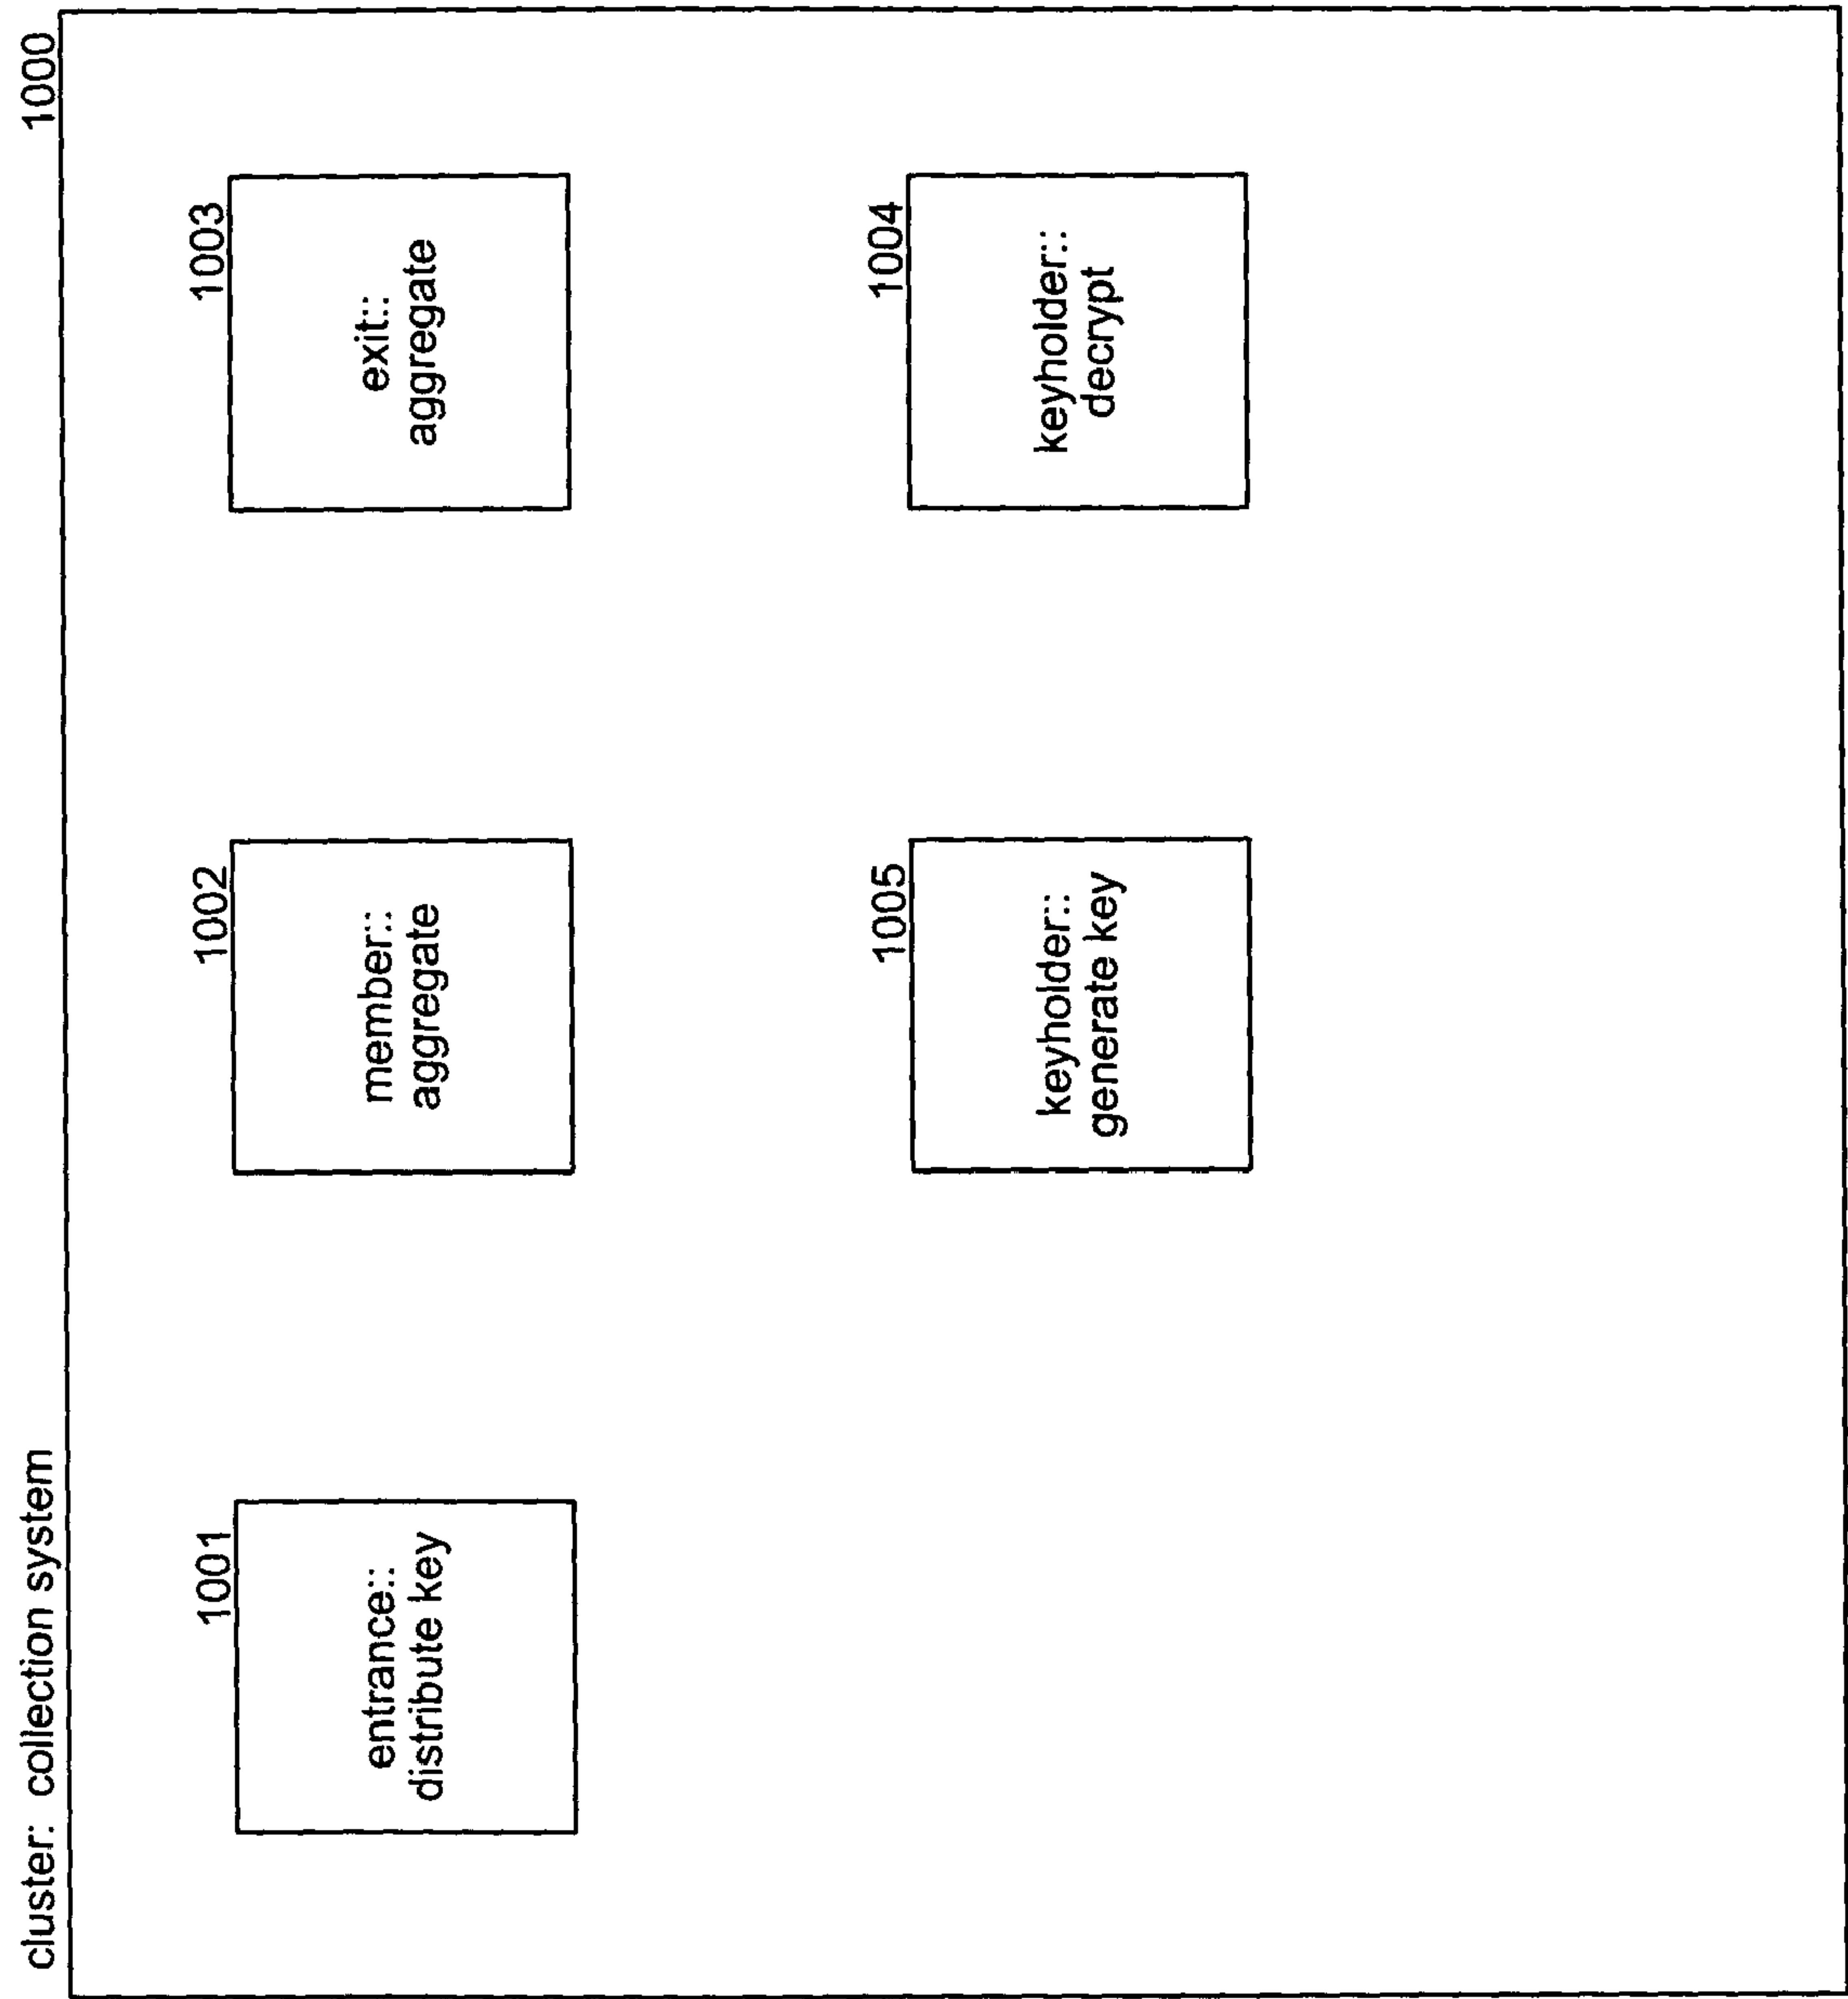 cluster: collection system
1000
1001
entrance::
distribute key
1002
member::
aggregate
1003
exit::
aggregate
1005
keyholder::
generate key
1004
keyholder::
decrypt